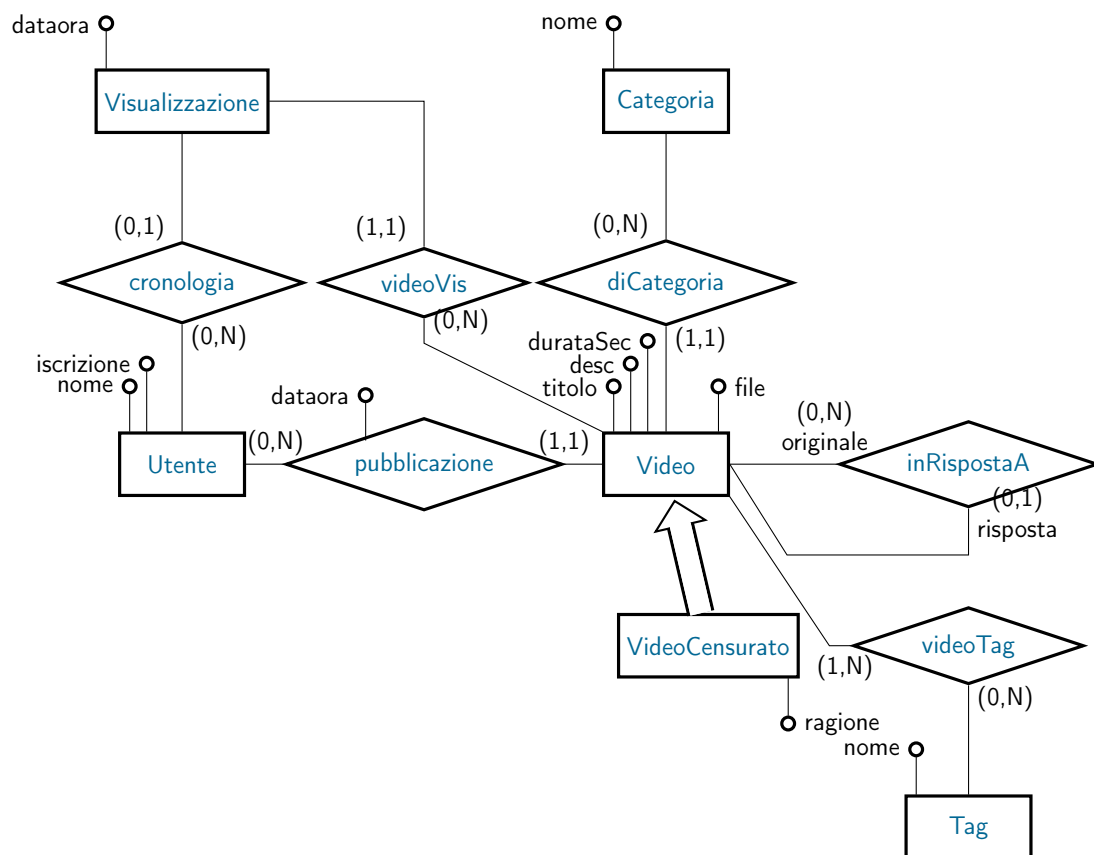 dataora
nome
Visualizzazione
Categoria
(0,1)
(1,1)
(0,N)
cronologia
videoVis
diCategoria
(0,N)
(0,N)
(1,1)
durataSec
iscrizione
desc
nome
titolo
file
dataora
(0,N)
originale
(0,N)
(1,1)
Utente
pubblicazione
Video
inRispostaA
(0,1)
risposta
VideoCensurato
videoTag
(1,N)
(0,N)
ragione
nome
Tag